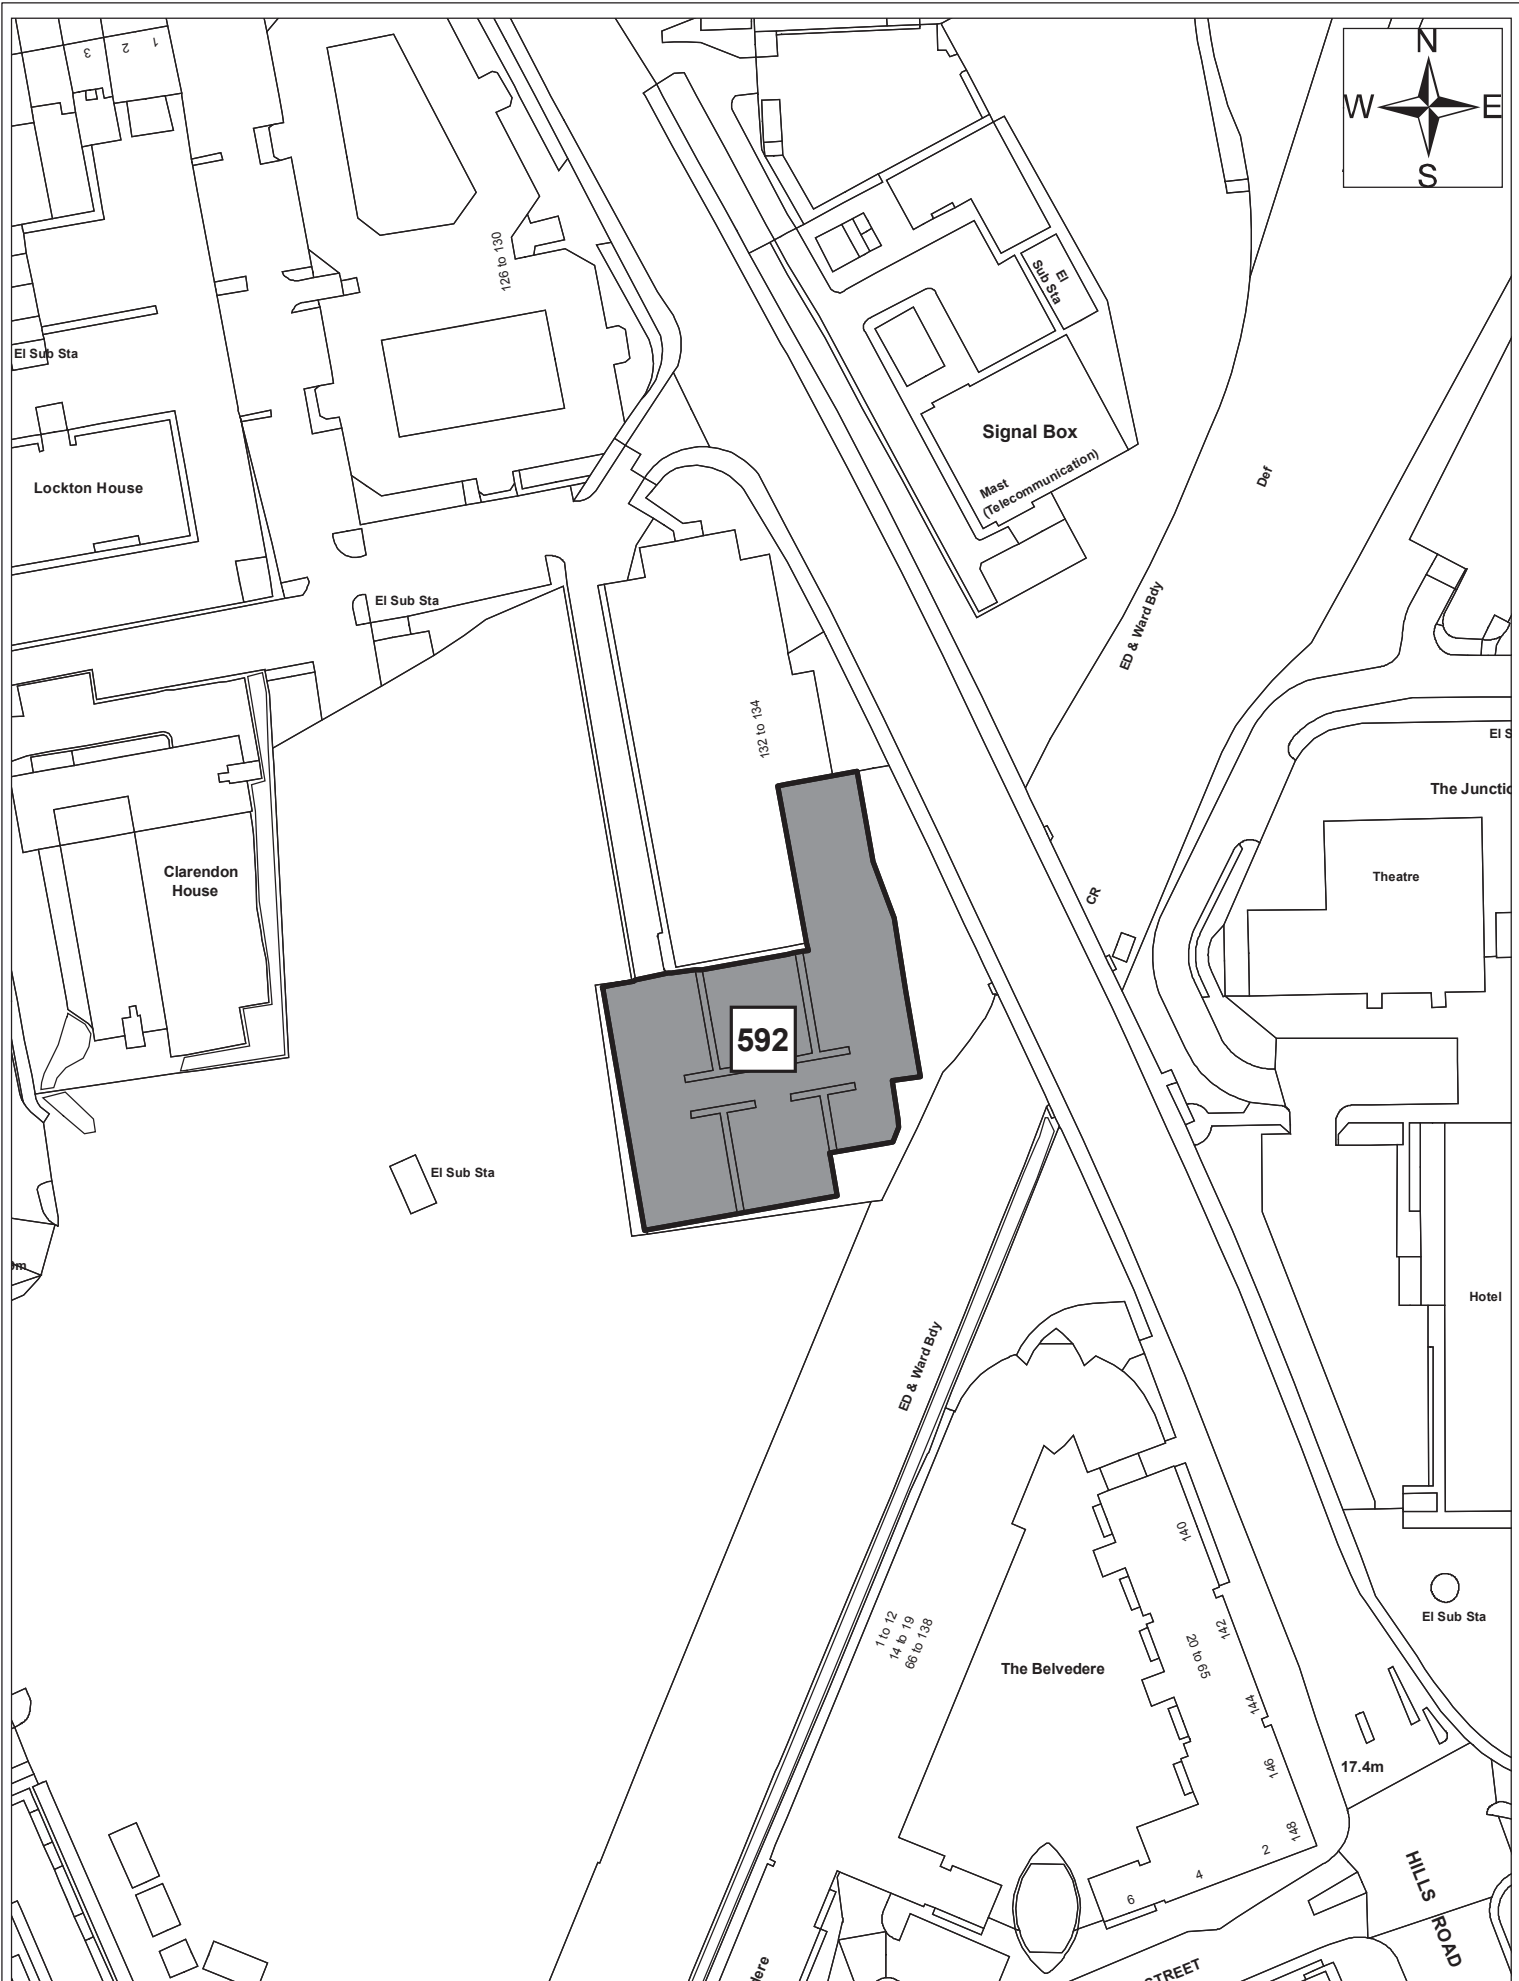 N
W E
S
3 2 1
126 to 130
El
Sub Sta
El Sub Sta
Signal Box
Mast
(Telecommunication)
Def
Lockton House
El Sub Sta
ED & Ward Bdy
132 to 134
El S
The Junctio
Clarendon
House
Theatre
CR
592
El Sub Sta
Hotel
ED & Ward Bdy
140
1 to 12
14 to 19
66 to 138
142
20 to 65
El Sub Sta
The Belvedere
144
146
17.4m
148
2
4
6
HILLS ROAD
STREET